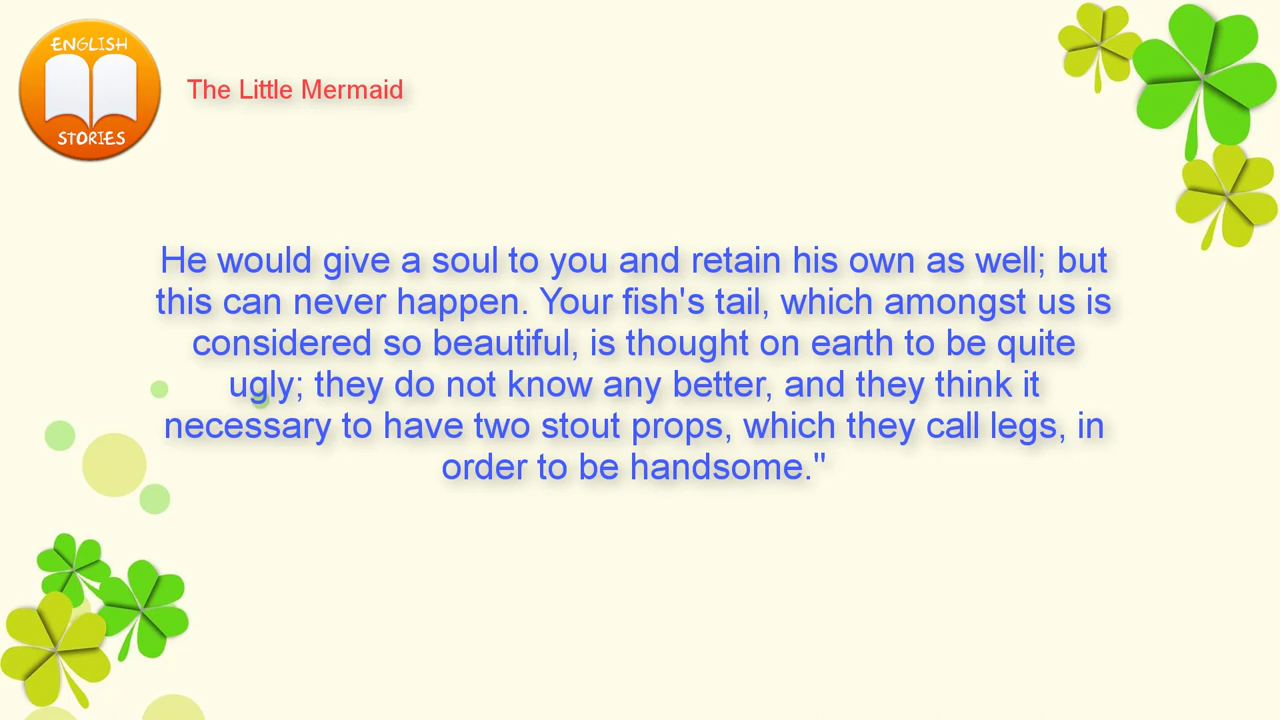 ENGLISH
STORIES
The Little Mermaid
He would give a soul to you and retain his own as well; but
this can never happen. Your fish's tail, which amongst us is
considered so beautiful, is thought on earth to be quite
ugly; they do not know any better, and they think it
necessary to have two stout props, which they call legs, in
order to be handsome."